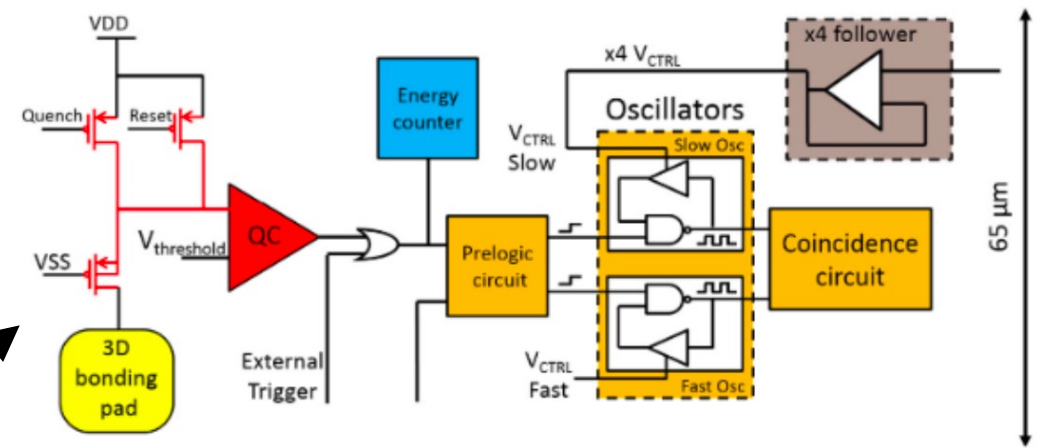 VDD
Quench
Reset
VSS
3D
bonding
pad
Vthreshold
QC
External
Trigger
Energy
counter
Prelogic
circuit
x4 VCTRL
VCTRL
Slow
Oscillators
Slow Osc
VCTRL
Fast
Fast Osc
x4 follower
Coincidence
circuit
65 µm